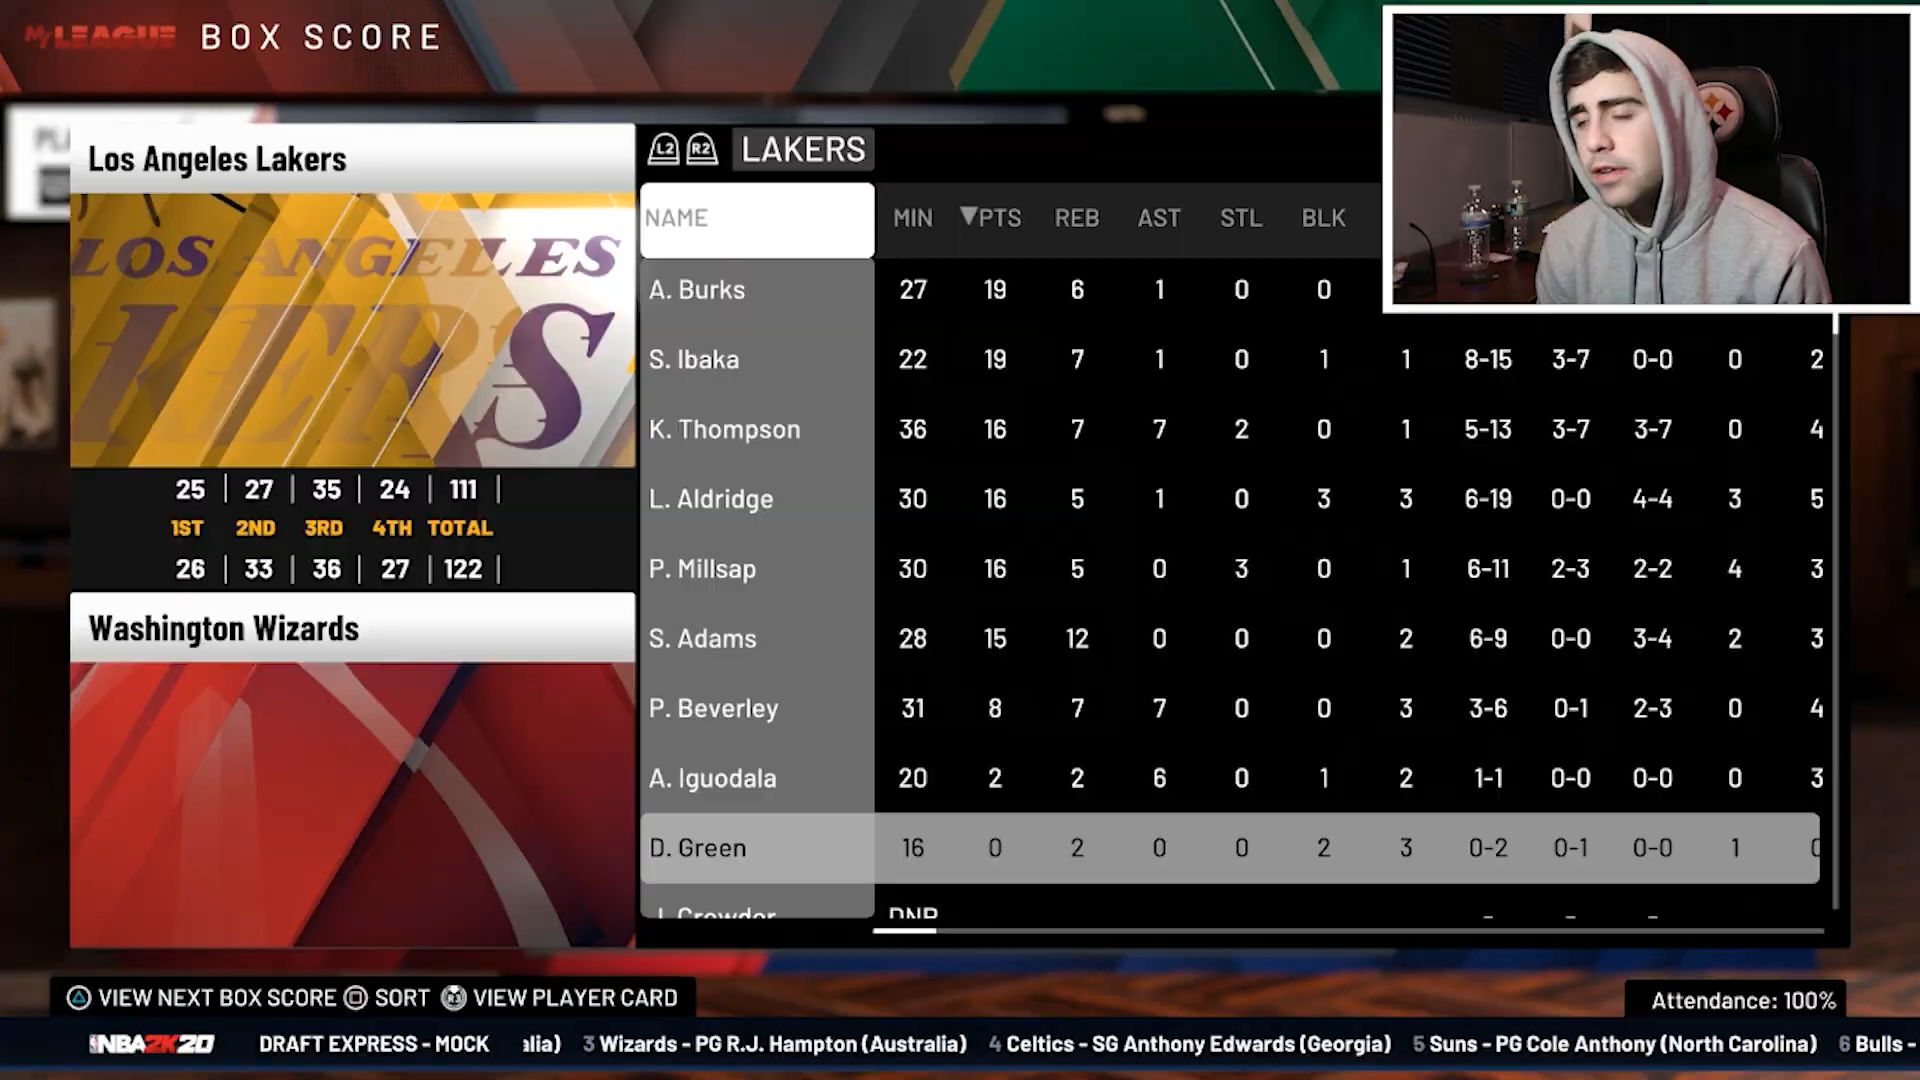 MyLEAGUE BOX SCORE
Los Angeles Lakers
LOS ANGELES
25 | 27 | 35 | 24 | 111 |
1ST 2ND 3RD 4TH TOTAL
26 | 33 | 36 | 27 | 122 |
Washington Wizards
L2 R2 LAKERS
NAME MIN ▼PTS REB AST STL BLK
A. Burks 27 19 6 1 0 0
S. Ibaka 22 19 7 1 0 1 1 8-15 3-7 0-0 0 2
K. Thompson 36 16 7 7 2 0 1 5-13 3-7 3-7 0 4
L. Aldridge 30 16 5 1 0 3 3 6-19 0-0 4-4 3 5
P. Millsap 30 16 5 0 3 0 1 6-11 2-3 2-2 4 3
S. Adams 28 15 12 0 0 0 2 6-9 0-0 3-4 2 3
P. Beverley 31 8 7 7 0 0 3 3-6 0-1 2-3 0 4
A. Iguodala 20 2 2 6 0 1 2 1-1 0-0 0-0 0 3
D. Green 16 0 2 0 0 2 3 0-2 0-1 0-0 1 0
J. Crowder DNP - - -
VIEW NEXT BOX SCORE SORT R3 VIEW PLAYER CARD
Attendance: 100%
NBA2K20 DRAFT EXPRESS - MOCK alia) 3 Wizards - PG R.J. Hampton (Australia) 4 Celtics - SG Anthony Edwards (Georgia) 5 Suns - PG Cole Anthony (North Carolina) 6 Bulls -